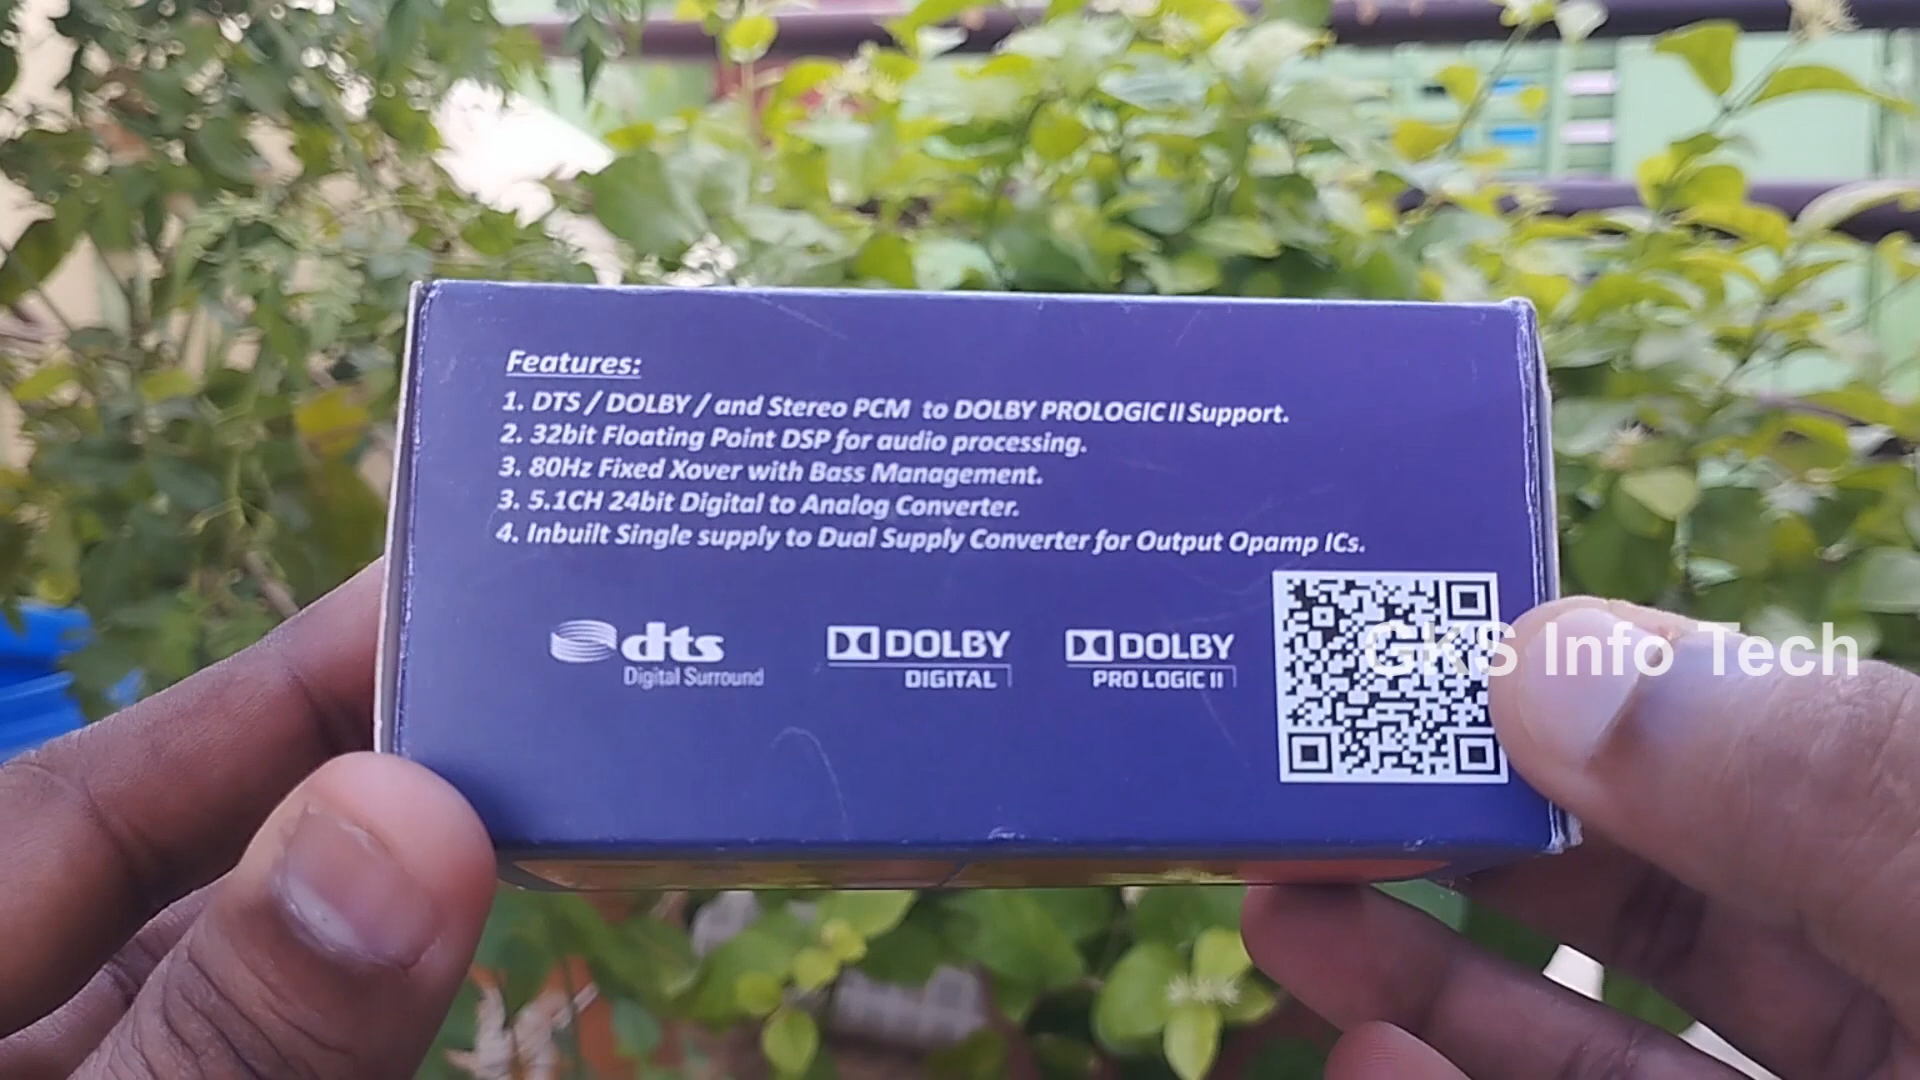 Features:
1. DTS / DOLBY / and Stereo PCM to DOLBY PROLOGIC II Support.
2. 32bit Floating Point DSP for audio processing.
3. 80Hz Fixed Xover with Bass Management.
3. 5.1CH 24bit Digital to Analog Converter.
4. Inbuilt Single supply to Dual Supply Converter for Output Opamp ICs.
dts
Digital Surround
DOLBY
DIGITAL
DOLBY
PRO LOGIC II
GKS Info Tech